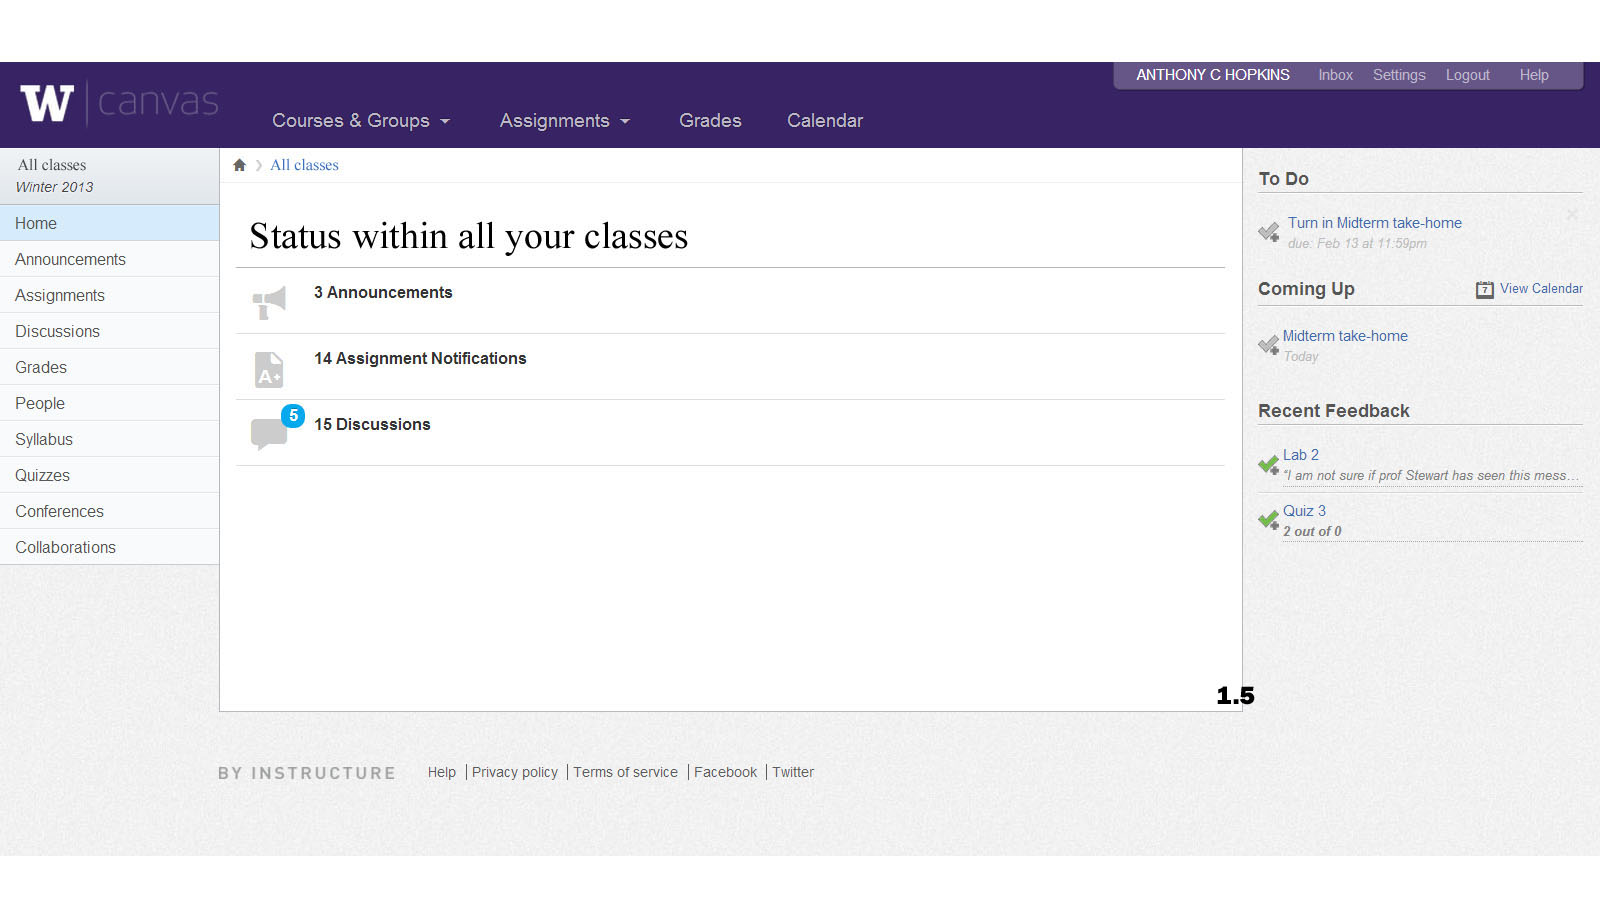 ANTHONY C HOPKINS Inbox Settings Logout Help
W canvas
Courses & Groups Assignments Grades Calendar
All classes
Winter 2013
Home
Announcements
Assignments
Discussions
Grades
People
Syllabus
Quizzes
Conferences
Collaborations
All classes
Status within all your classes
3 Announcements
A+
14 Assignment Notifications
5
15 Discussions
1.5
To Do
Turn in Midterm take-home
due: Feb 13 at 11:59pm
Coming Up
7 View Calendar
Midterm take-home
Today
Recent Feedback
Lab 2
“I am not sure if prof Stewart has seen this mess...
Quiz 3
2 out of 0
BY INSTRUCTURE Help | Privacy policy | Terms of service | Facebook | Twitter